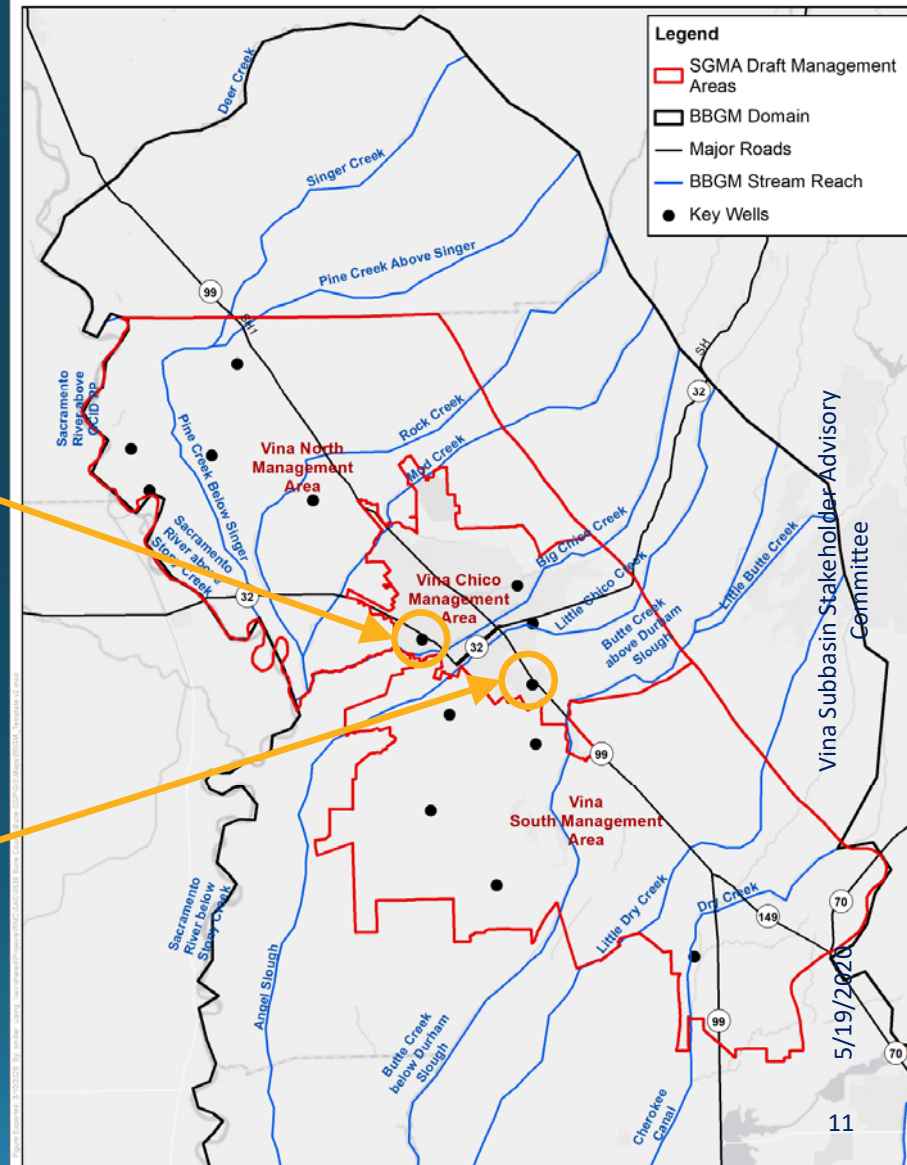 Legend
SGMA Draft Management
Areas
BBGM Domain
Major Roads
BBGM Stream Reach
Key Wells
Deer Creek
Singer Creek
Pine Creek Above Singer
99
SH1
SH
32
Sacramento
River above
GCID PP
Pine Creek Below Singer
Vina North
Management
Area
Rock Creek
Mud Creek
Sacramento
River above
Stony Creek
32
Vina Chico
Management
Area
Big Chico Creek
Little Chico Creek
Little Butte Creek
32
Butte Creek
above Durham
Slough
99
Vina
South Management
Area
Sacramento
River below
Stony Creek
Angel Slough
Little Dry Creek
Dry Creek
149
70
Butte Creek
below Durham
Slough
99
70
Cherokee
Canal
Vina Subbasin Stakeholder Advisory
Committee
5/19/2020
11